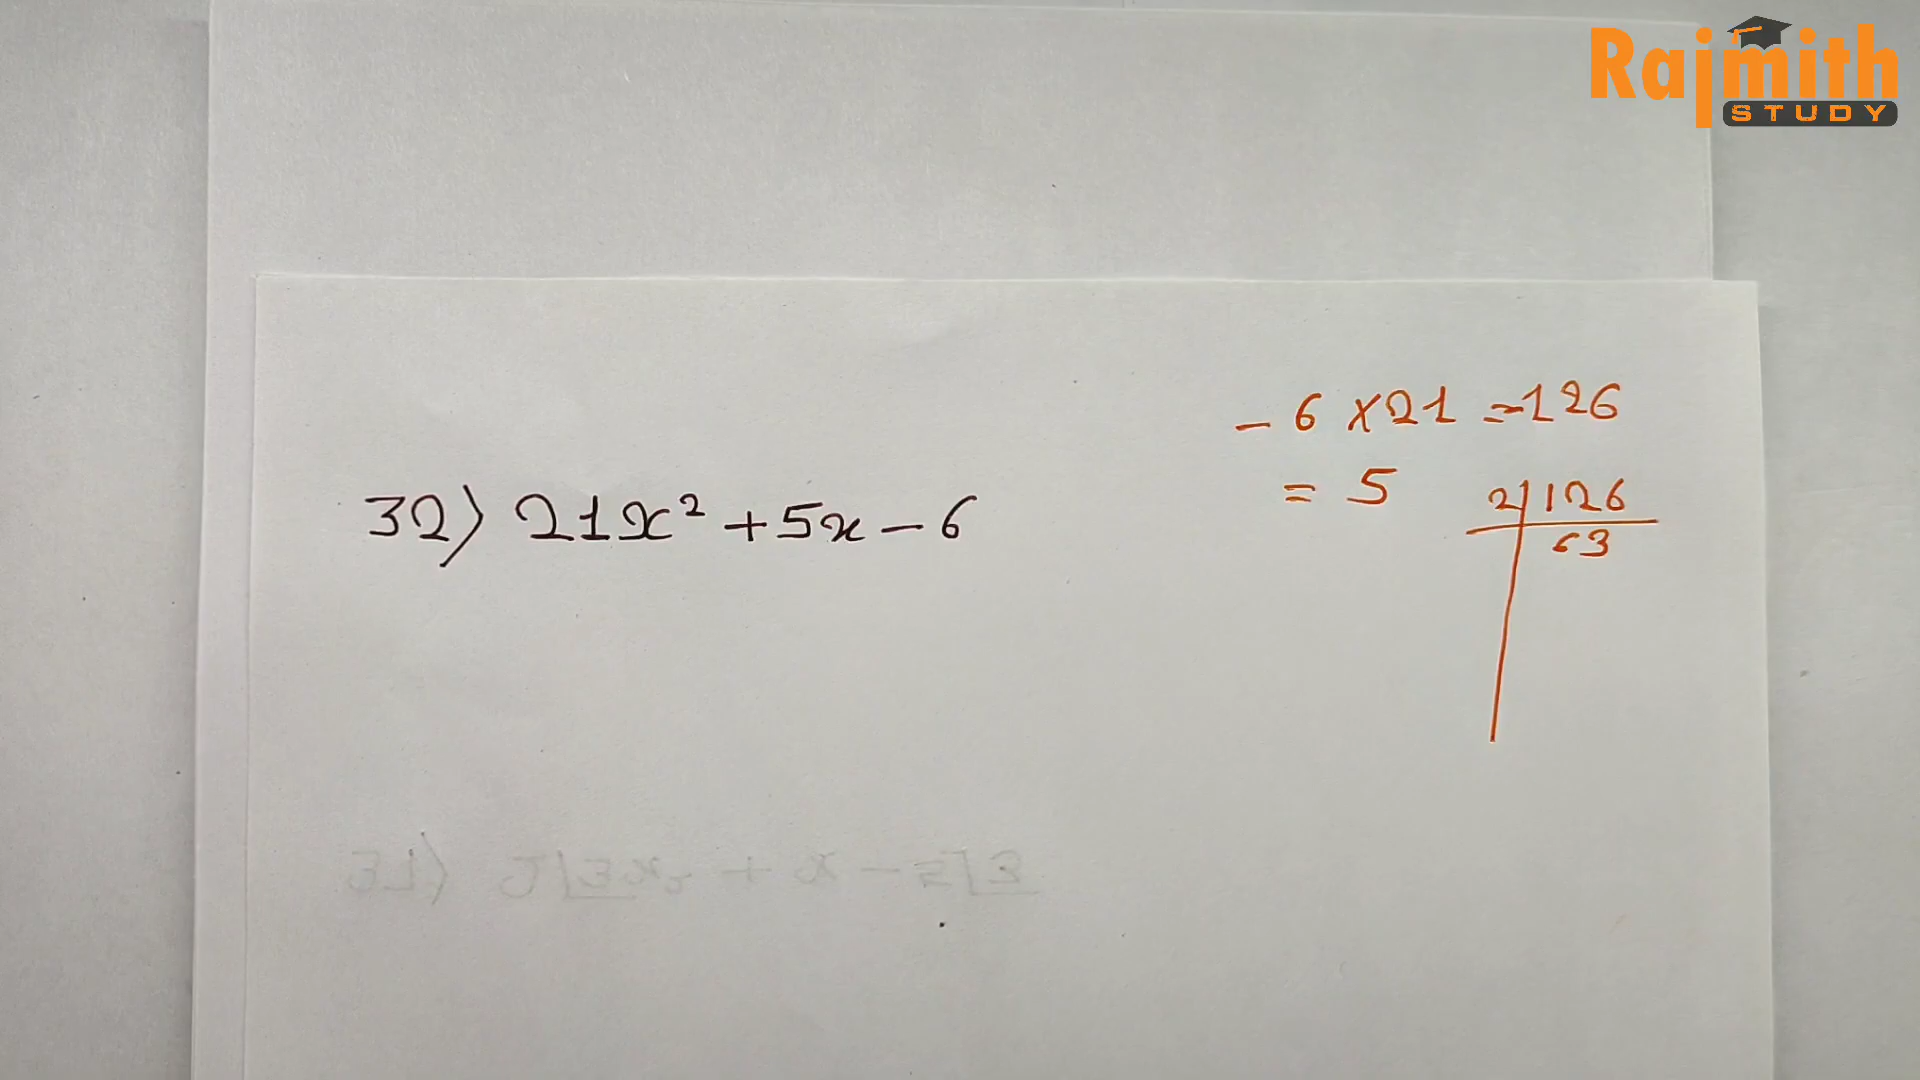 Rajmith
STUDY
- 6 × 21 = -126
= 5
2 | 126
63
32) 21x² + 5x - 6